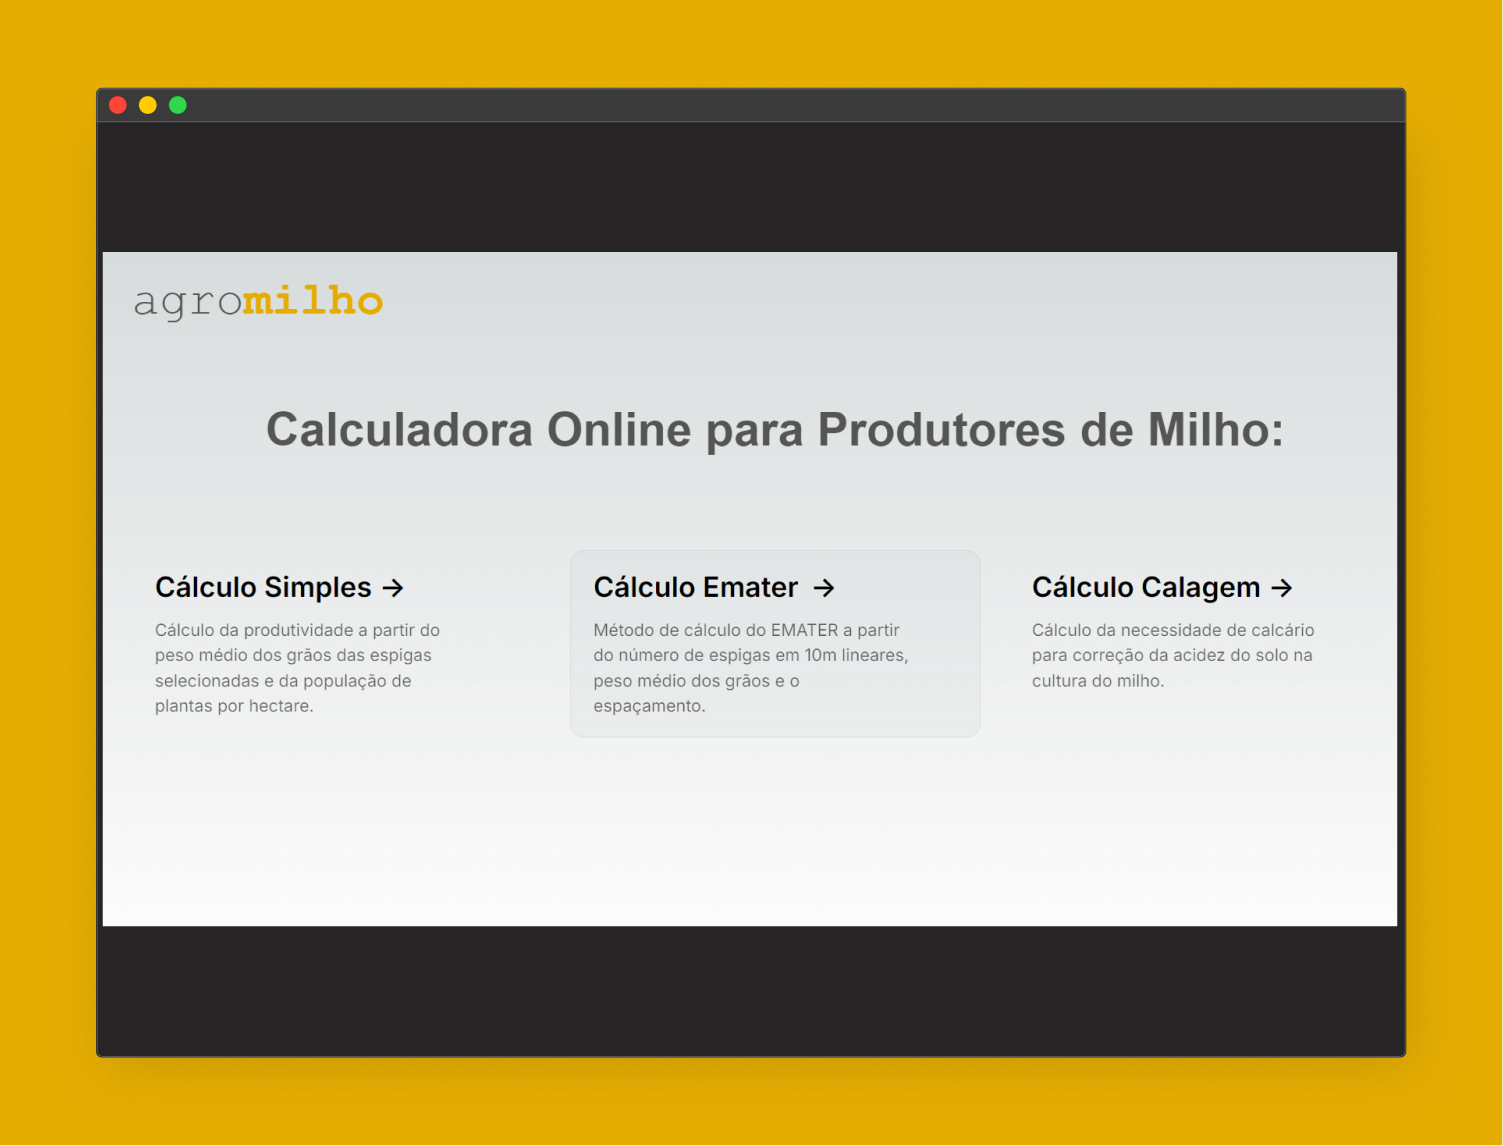 agromilho
Calculadora Online para Produtores de Milho:
Cálculo Simples →
Cálculo da produtividade a partir do
peso médio dos grãos das espigas
selecionadas e da população de
plantas por hectare.
Cálculo Emater →
Método de cálculo do EMATER a partir
do número de espigas em 10m lineares,
peso médio dos grãos e o
espaçamento.
Cálculo Calagem →
Cálculo da necessidade de calcário
para correção da acidez do solo na
cultura do milho.